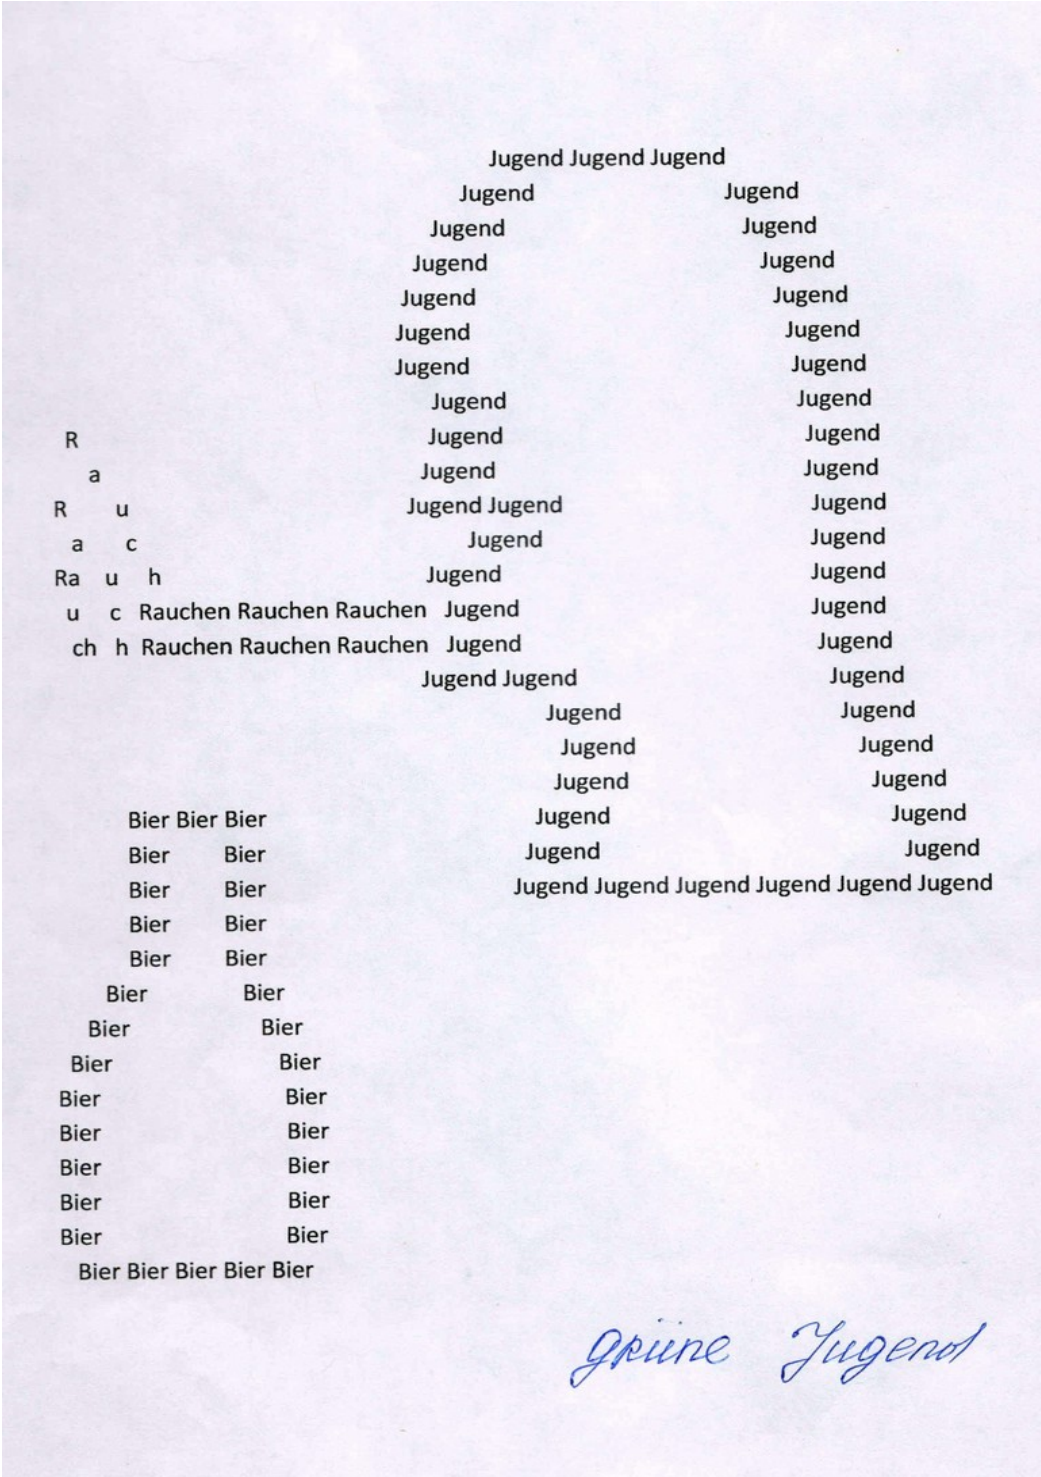 Jugend Jugend Jugend
Jugend Jugend
Jugend Jugend
Jugend Jugend
Jugend Jugend
Jugend Jugend
Jugend Jugend
Jugend Jugend
R Jugend Jugend
a Jugend Jugend
R u Jugend Jugend Jugend
a c Jugend Jugend
Ra u h Jugend Jugend
u c Rauchen Rauchen Rauchen Jugend Jugend
ch h Rauchen Rauchen Rauchen Jugend Jugend
Jugend Jugend Jugend
Jugend Jugend
Jugend Jugend
Jugend Jugend
Bier Bier Bier Jugend Jugend
Bier Bier Jugend Jugend
Bier Bier Jugend Jugend Jugend Jugend Jugend Jugend
Bier Bier
Bier Bier
Bier Bier
Bier Bier
Bier Bier
Bier Bier
Bier Bier
Bier Bier
Bier Bier
Bier Bier
Bier Bier Bier Bier Bier
grüne Jugend